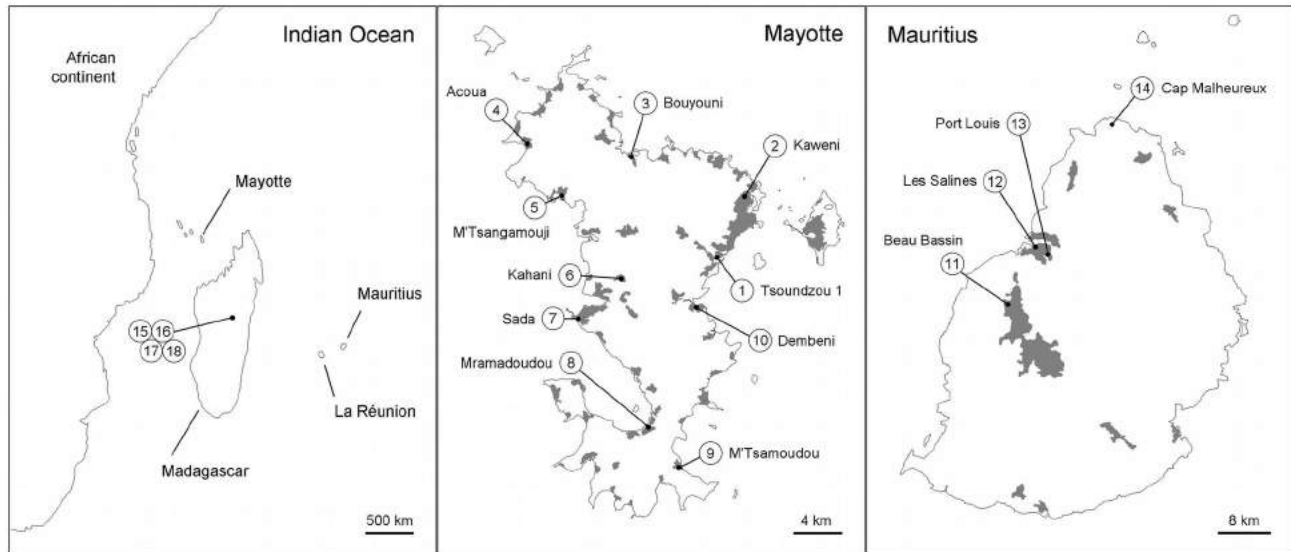 Indian Ocean
African
continent
Mayotte
15 16
17 18
Mauritius
La Réunion
Madagascar
500 km
Mayotte
Acoua
4
3 Bouyouni
2 Kaweni
5
M'Tsangamouji
Kahani 6
1 Tsoundzou 1
Sada 7
10 Dembeni
Mramadoudou
8
9 M'Tsamoudou
4 km
Mauritius
14 Cap Malheureux
Port Louis 13
Les Salines
12
Beau Bassin
11
8 km